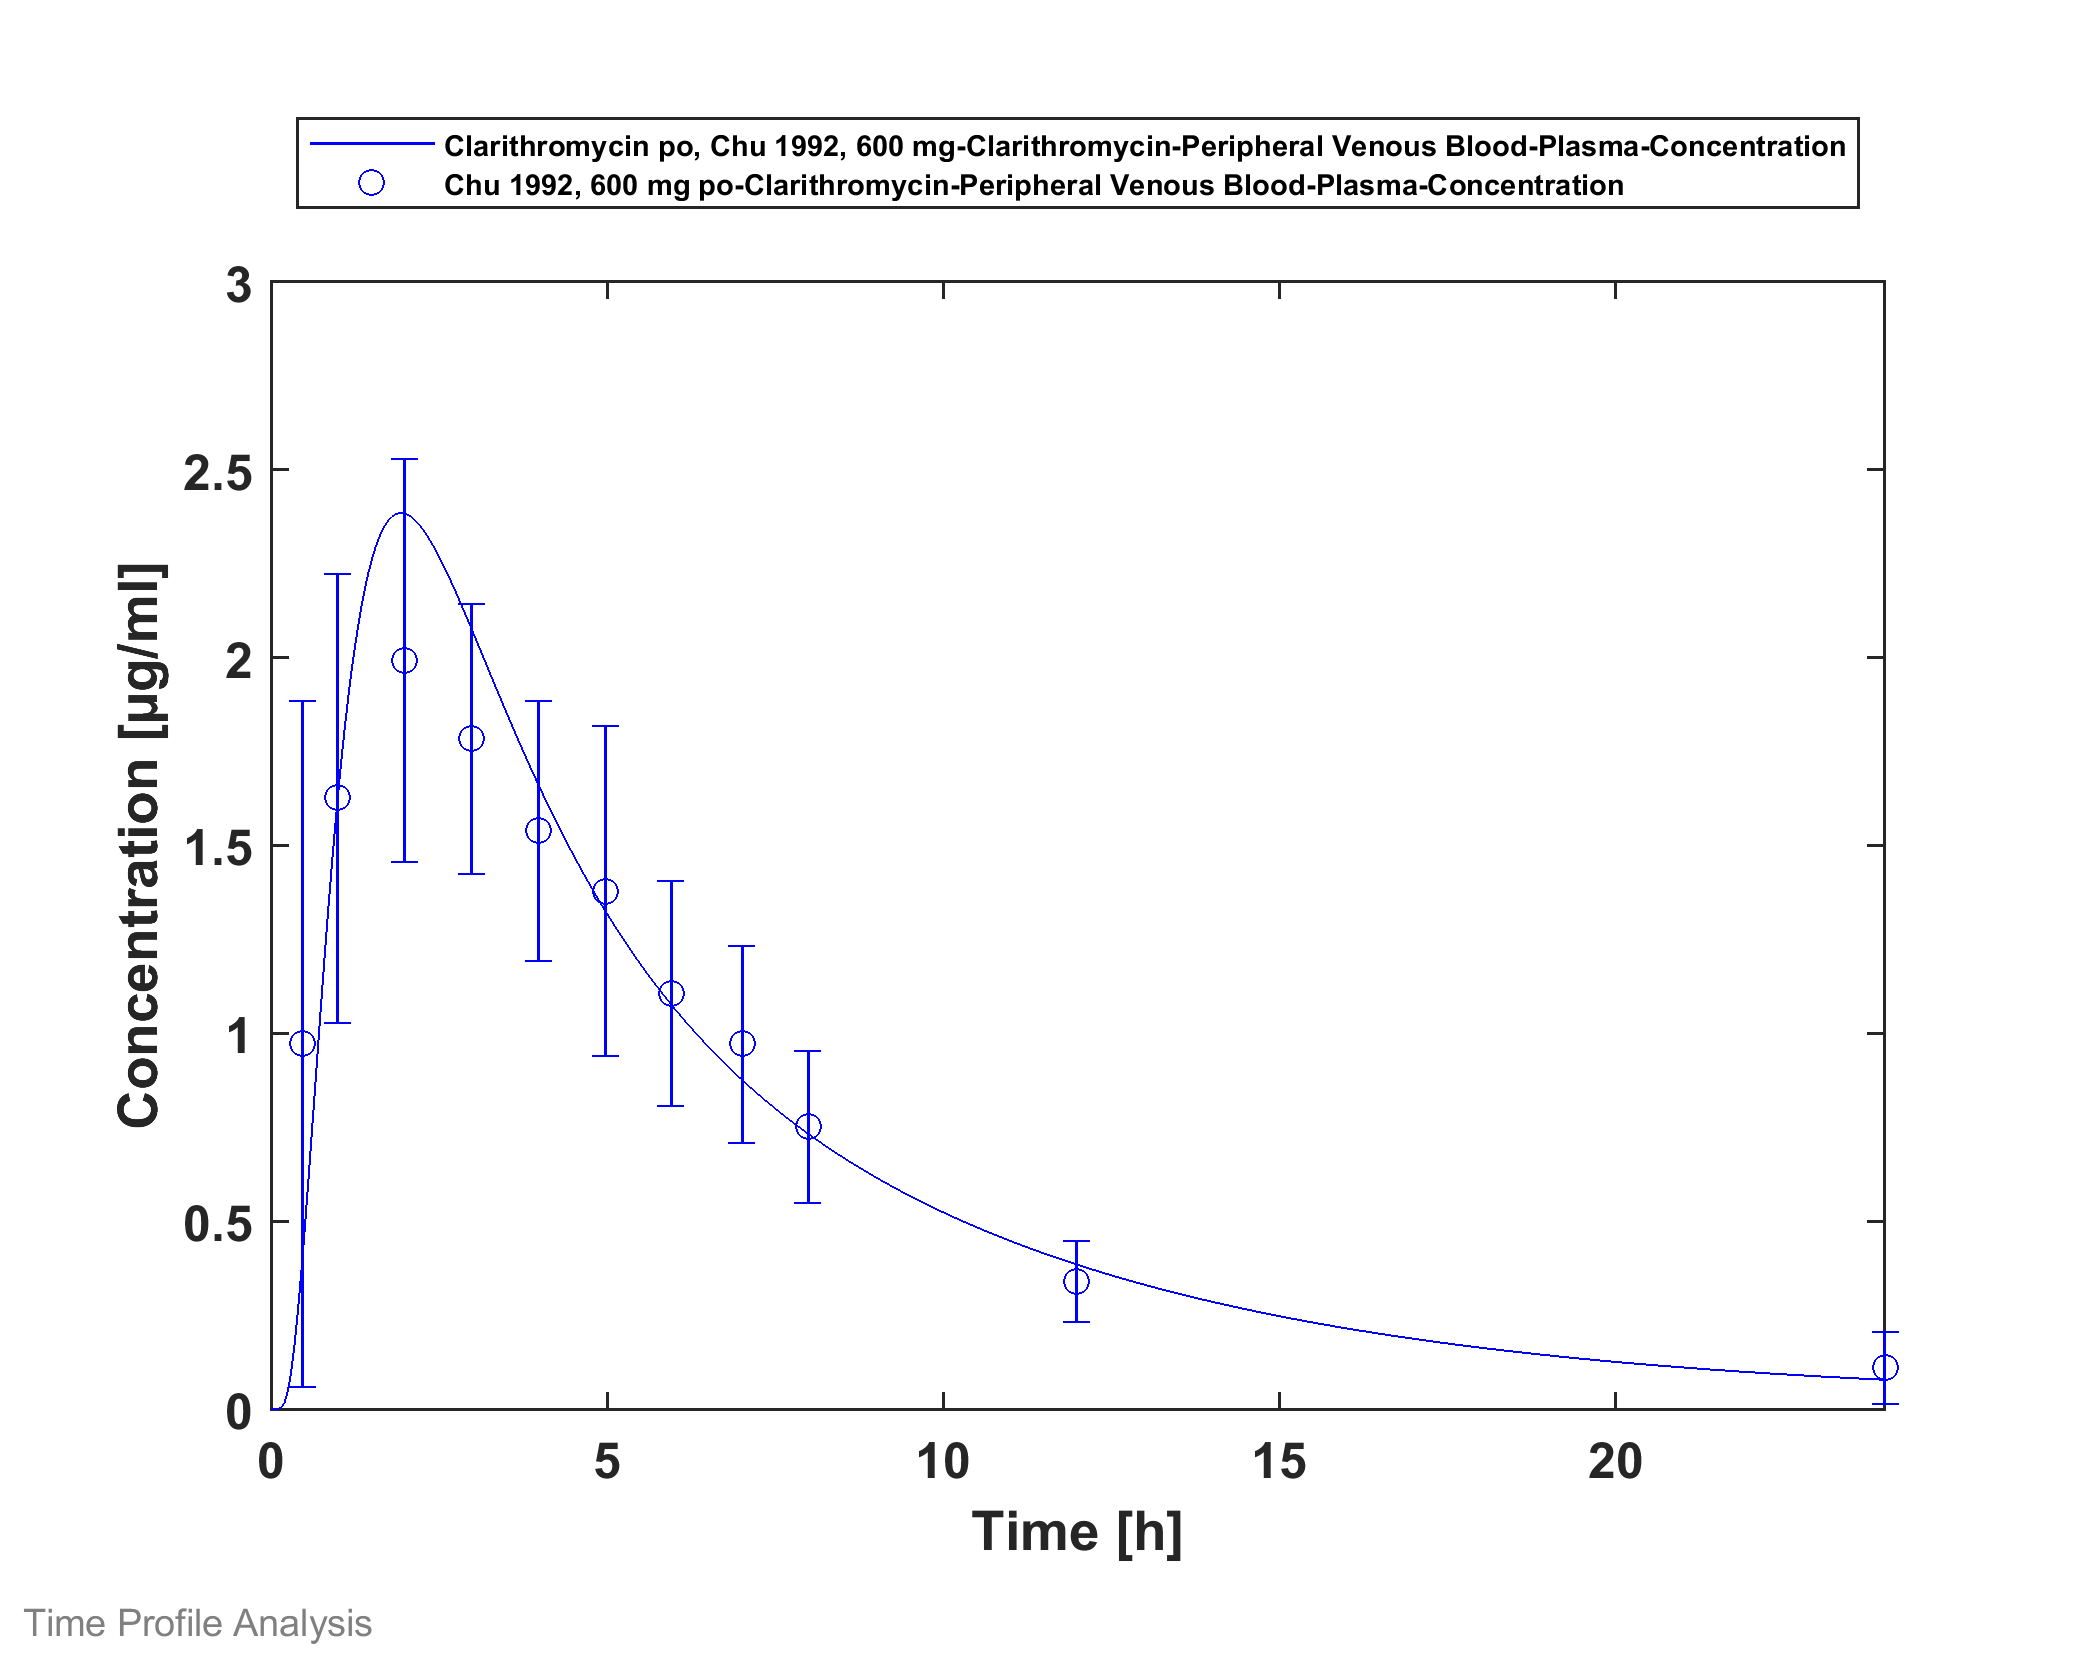 Clarithromycin po, Chu 1992, 600 mg-Clarithromycin-Peripheral Venous Blood-Plasma-Concentration
Chu 1992, 600 mg po-Clarithromycin-Peripheral Venous Blood-Plasma-Concentration
3
2.5
2
1.5
1
0.5
0
Concentration [µg/ml]
0 5 10 15 20
Time [h]
Time Profile Analysis